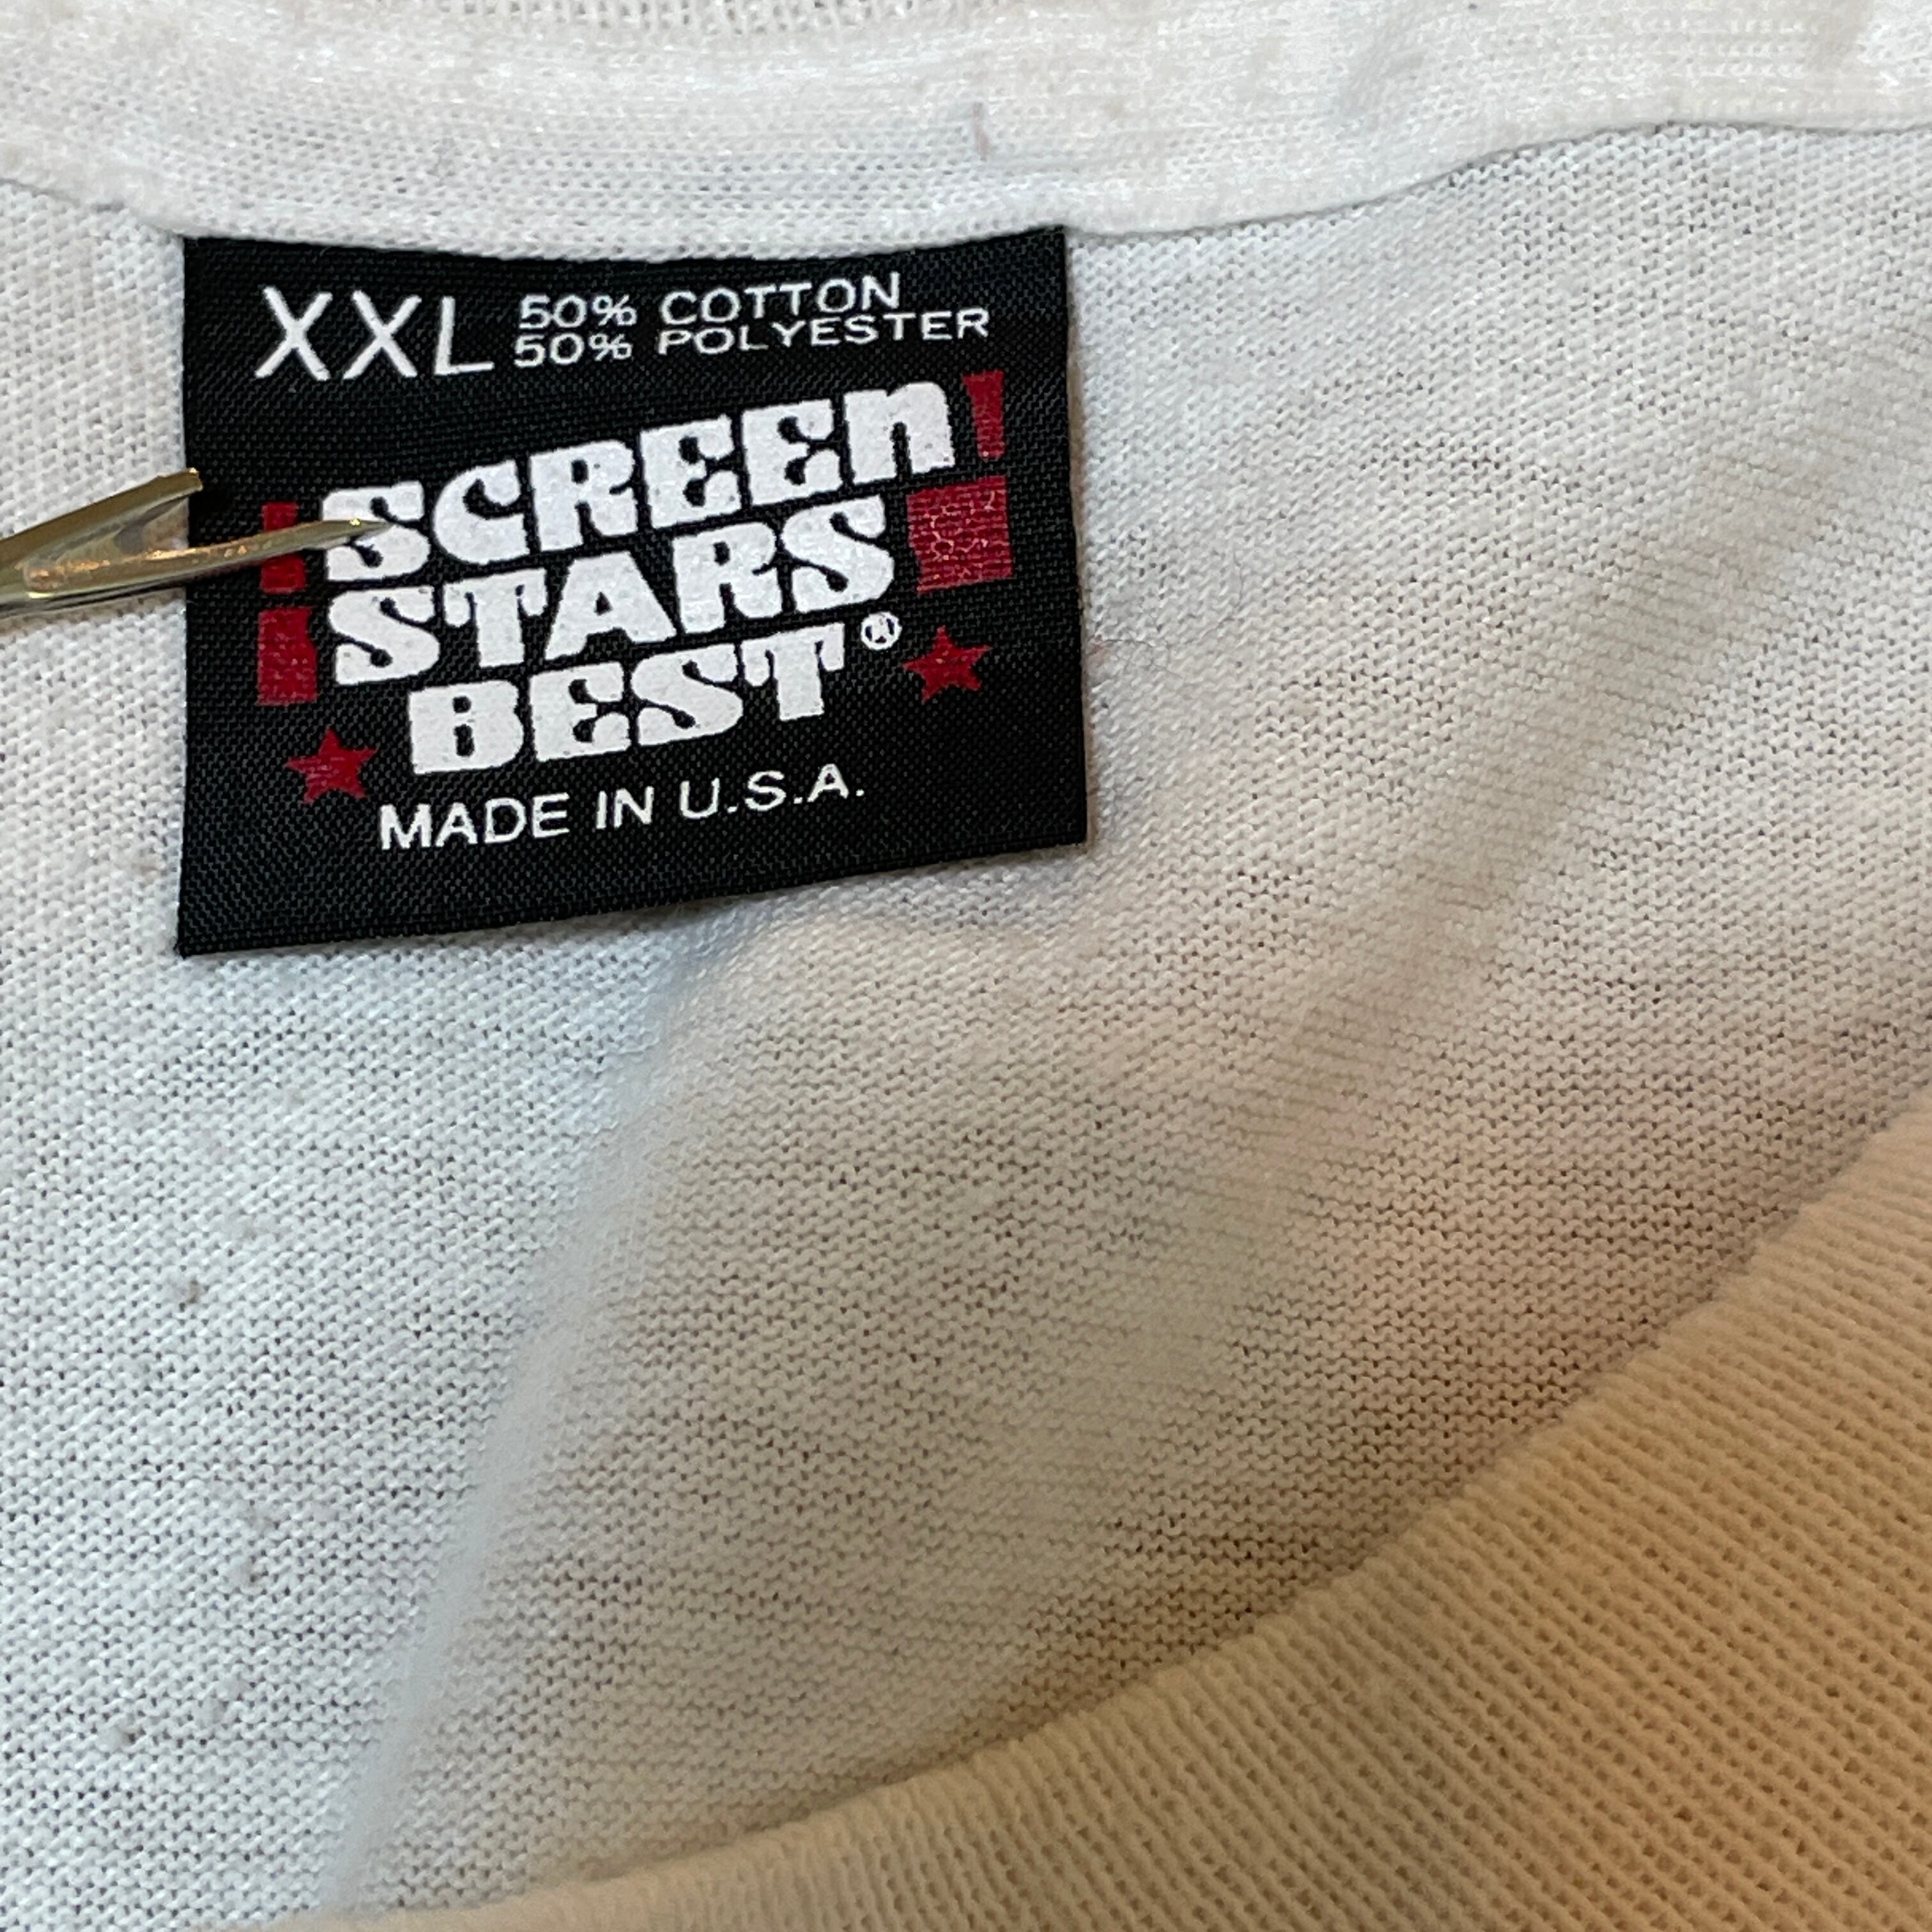 XXL 50% COTTON
50% POLYESTER
SCREEN
STARS
BEST®
MADE IN U.S.A.